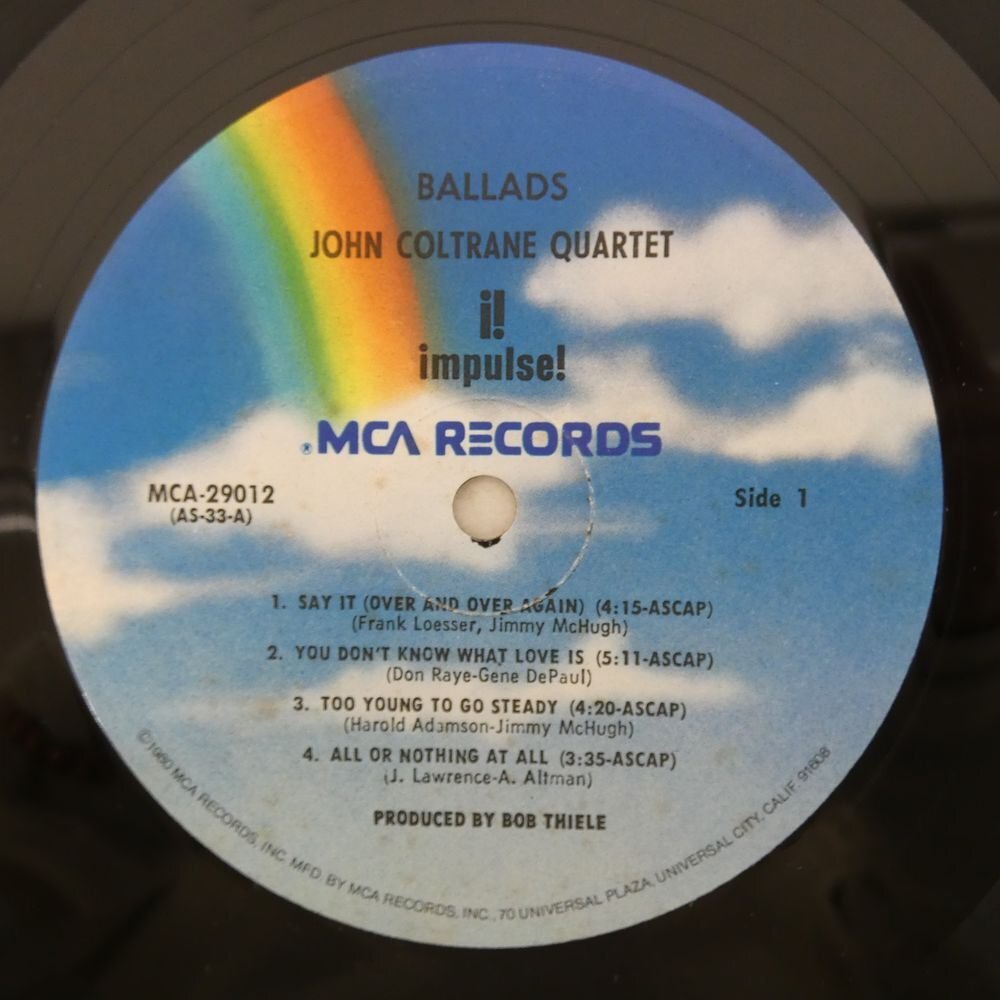 BALLADS
JOHN COLTRANE QUARTET
i!
impulse!
® MCA RECORDS
MCA-29012
(AS-33-A)
Side 1
1. SAY IT (OVER AND OVER AGAIN) (4:15-ASCAP)
(Frank Loesser, Jimmy McHugh)
2. YOU DON'T KNOW WHAT LOVE IS (5:11-ASCAP)
(Don Raye-Gene DePaul)
3. TOO YOUNG TO GO STEADY (4:20-ASCAP)
(Harold Adamson-Jimmy McHugh)
4. ALL OR NOTHING AT ALL (3:35-ASCAP)
(J. Lawrence-A. Altman)
PRODUCED BY BOB THIELE
©1980 MCA RECORDS, INC. MFD. BY MCA RECORDS, INC., 70 UNIVERSAL PLAZA, UNIVERSAL CITY, CALIF. 91608